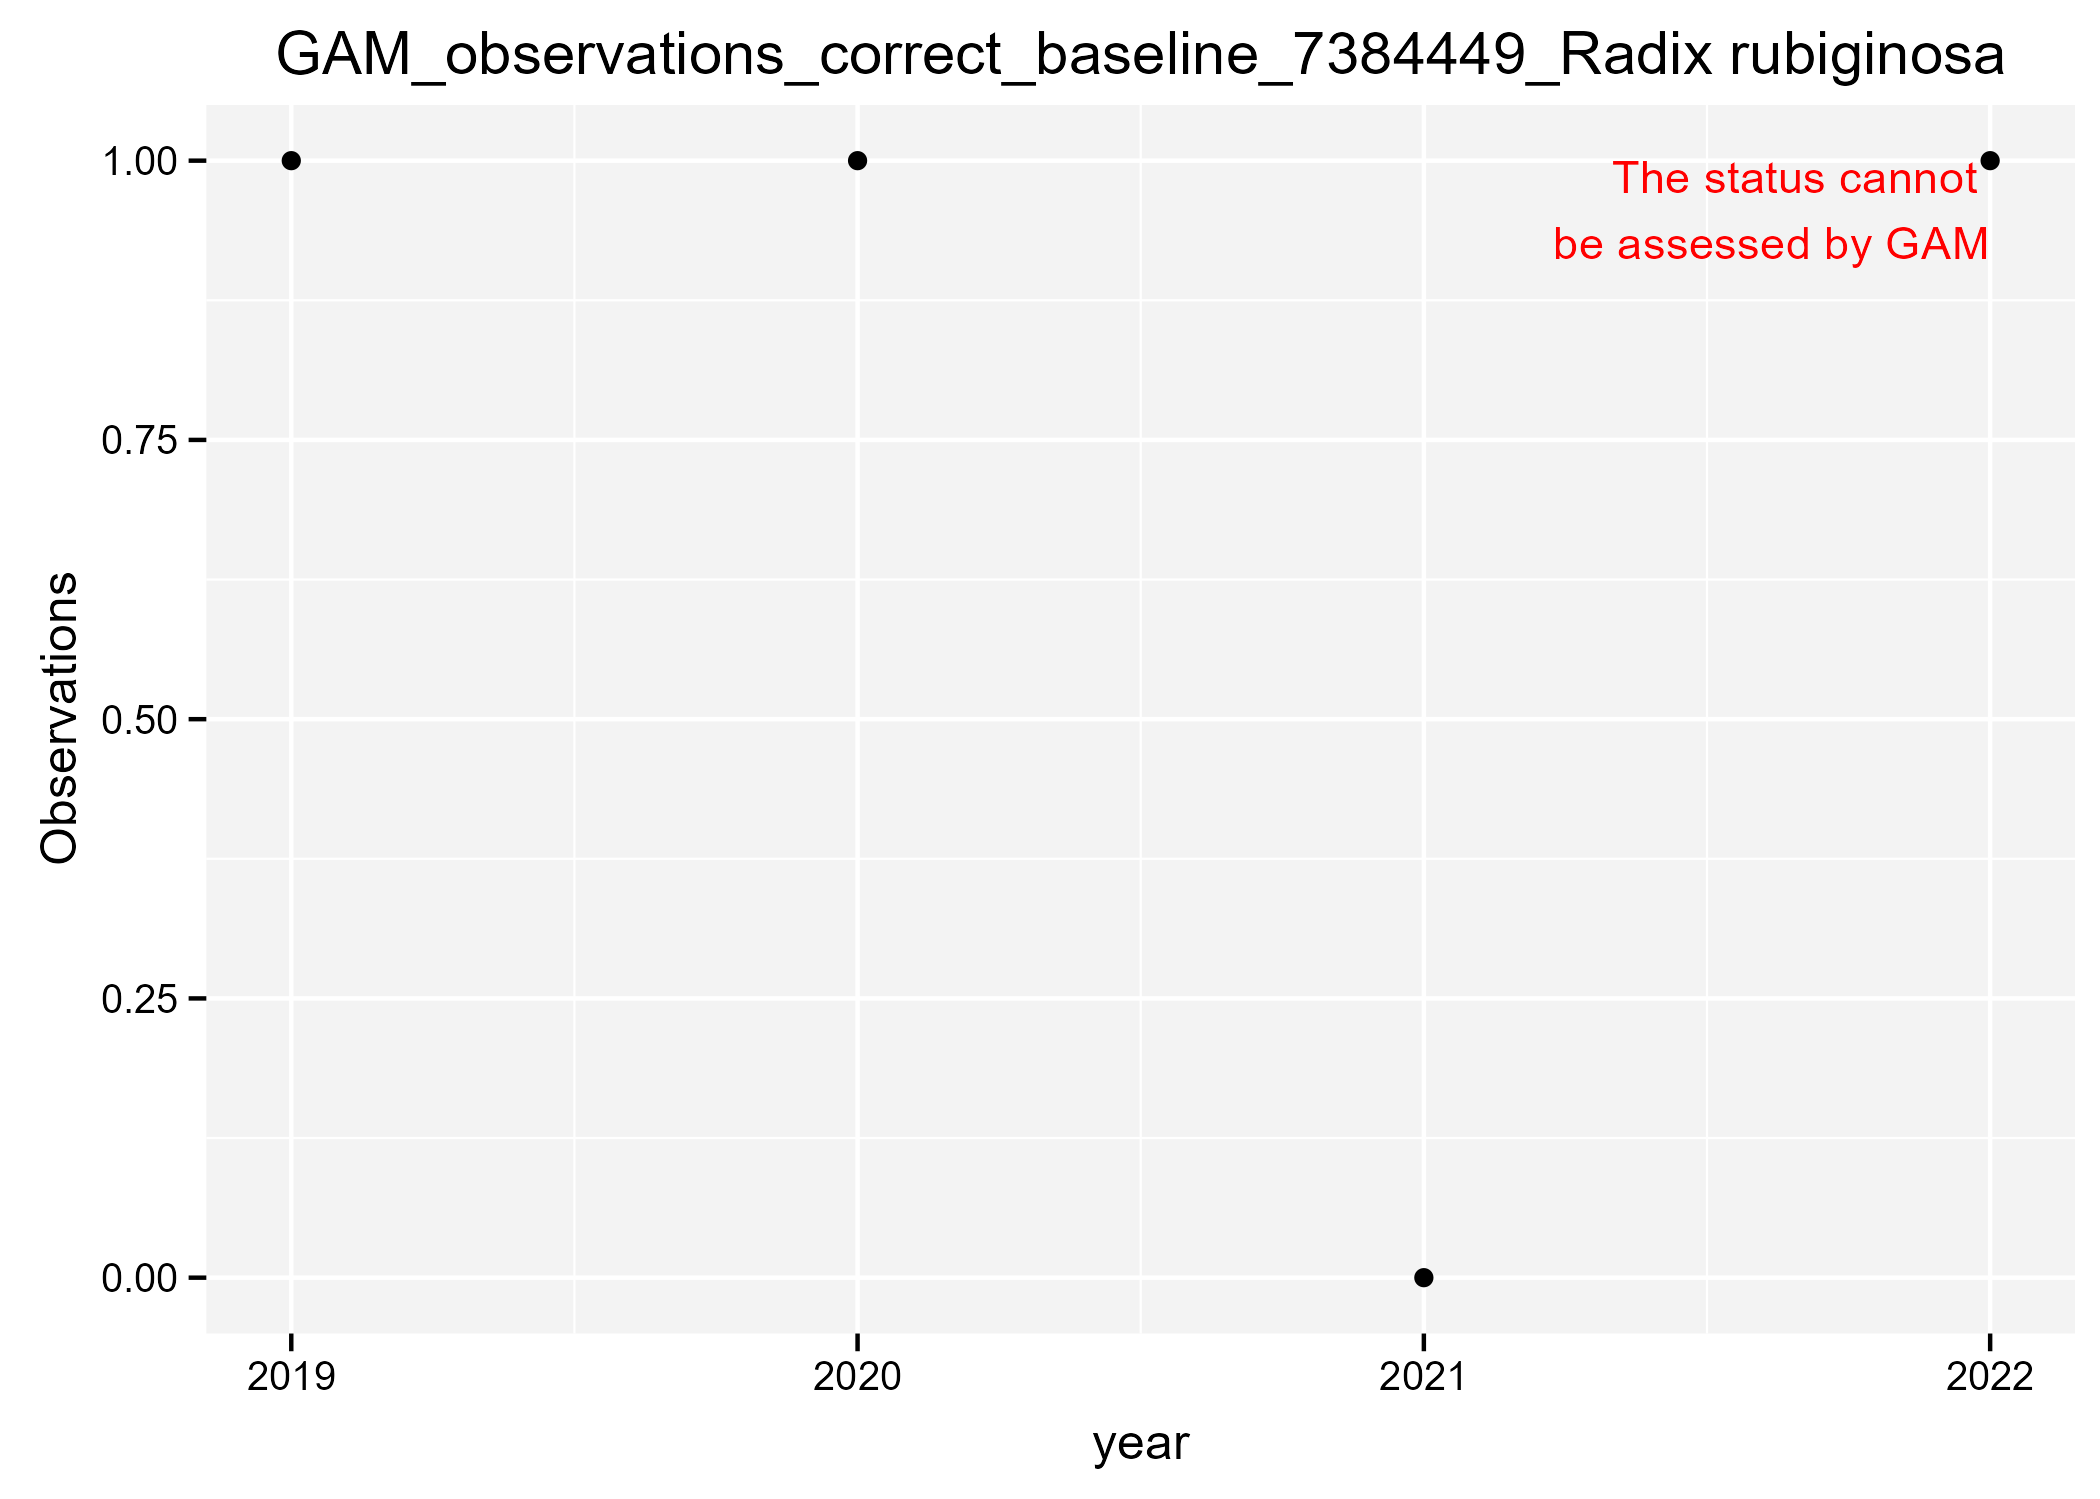 GAM_observations_correct_baseline_7384449_Radix rubiginosa
1.00
The status cannot
be assessed by GAM
0.75
0.50
Observations
0.25
0.00
2019 2020 2021 2022
year